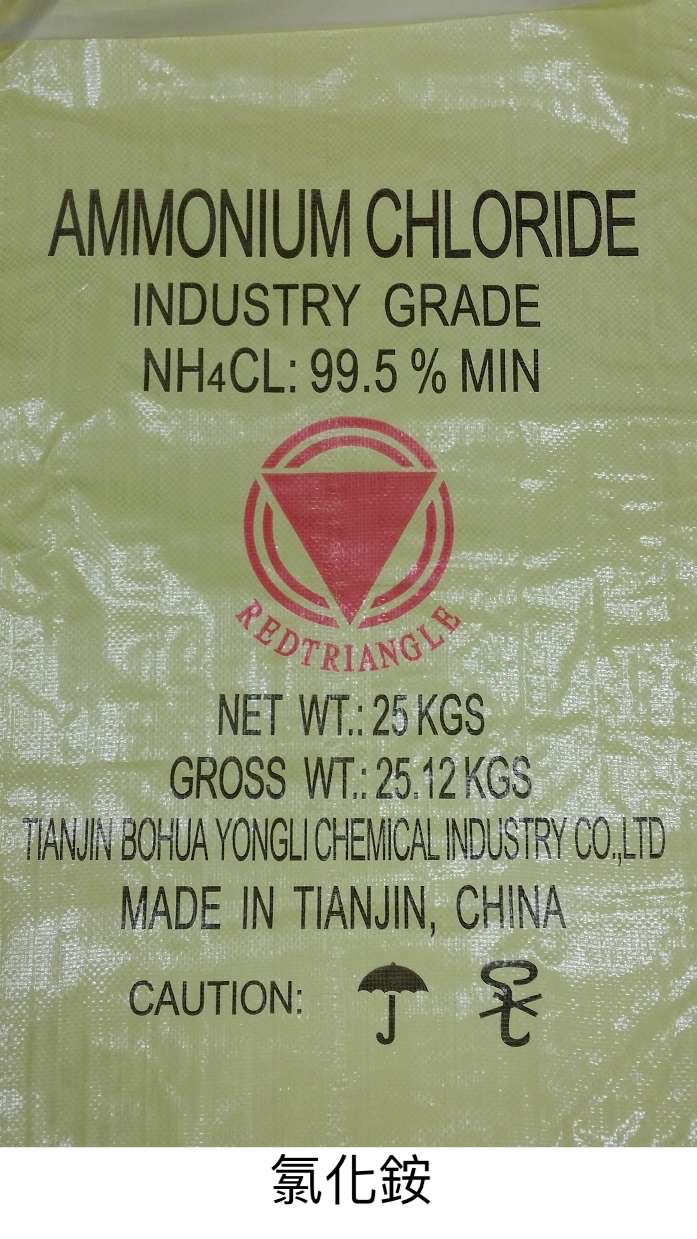 AMMONIUM CHLORIDE
INDUSTRY GRADE
NH4CL: 99.5 % MIN
REDTRIANGLE
NET WT.: 25 KGS
GROSS WT.: 25.12 KGS
TIANJIN BOHUA YONGLI CHEMICAL INDUSTRY CO.,LTD
MADE IN TIANJIN, CHINA
CAUTION:
氯化銨